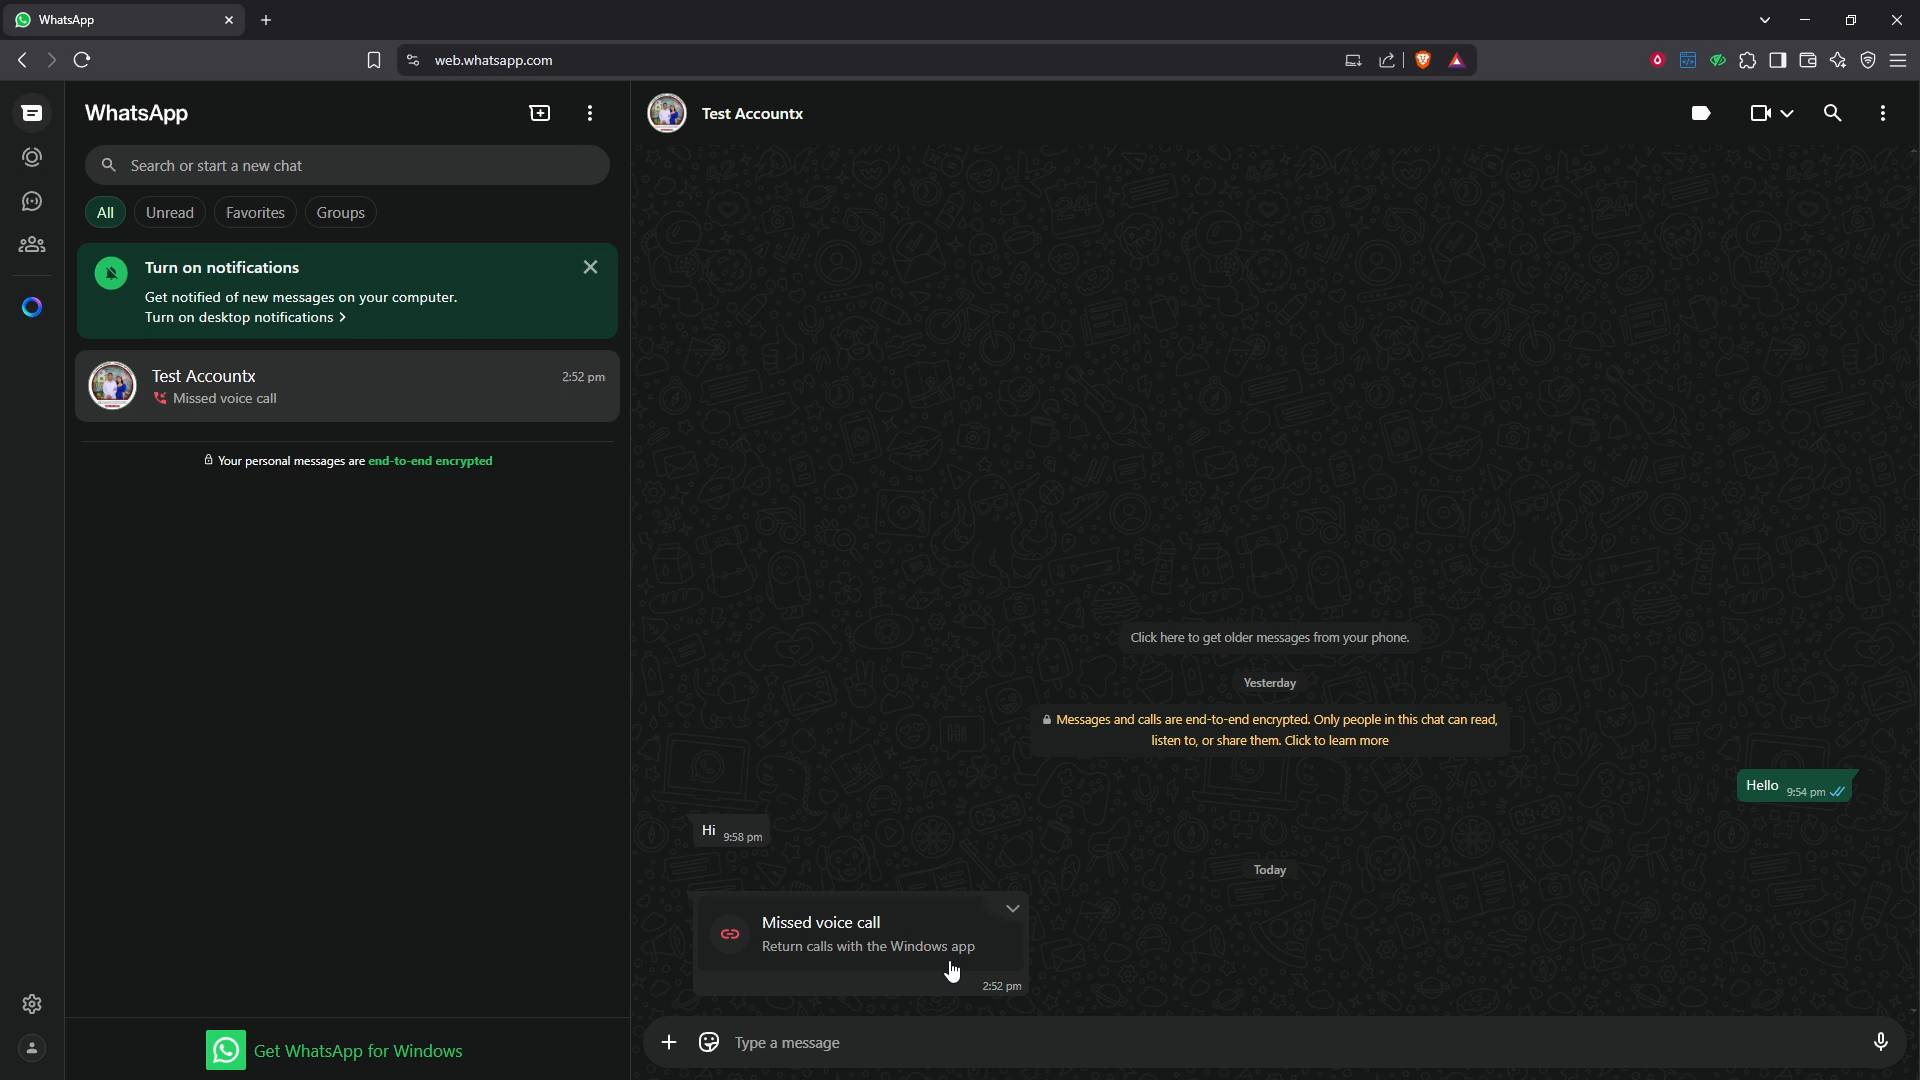 WhatsApp
web.whatsapp.com
WhatsApp
Search or start a new chat
All
Unread
Favorites
Groups
Turn on notifications
Get notified of new messages on your computer.
Turn on desktop notifications >
Test Accountx
2:52 pm
Missed voice call
Your personal messages are end-to-end encrypted
Get WhatsApp for Windows
Test Accountx
Click here to get older messages from your phone.
Yesterday
Messages and calls are end-to-end encrypted. Only people in this chat can read,
listen to, or share them. Click to learn more
Hello 9:54 pm
Hi 9:58 pm
Today
Missed voice call
Return calls with the Windows app
2:52 pm
Type a message